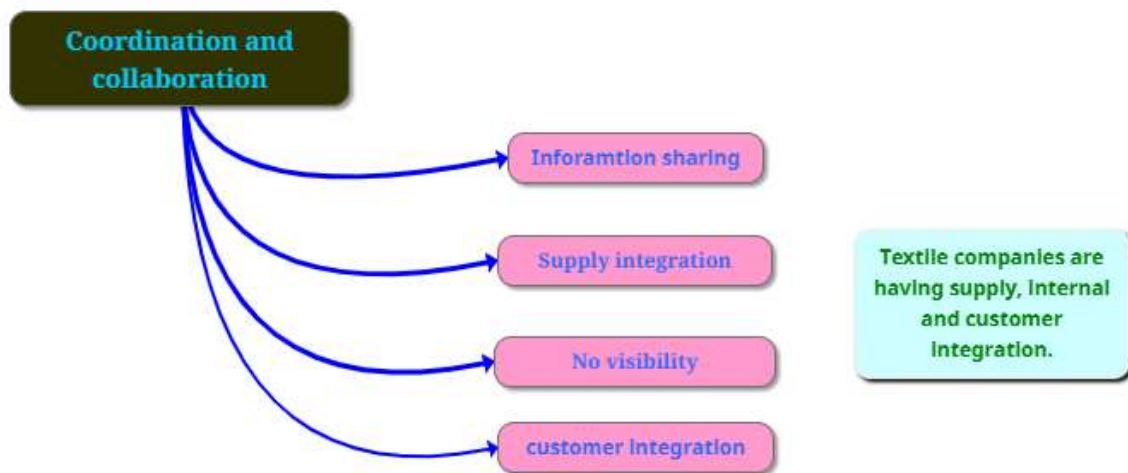 Coordination and
collaboration
Inforamtion sharing
Supply integration
No visibility
customer integration
Textile companies are
having supply, internal
and customer
integration.